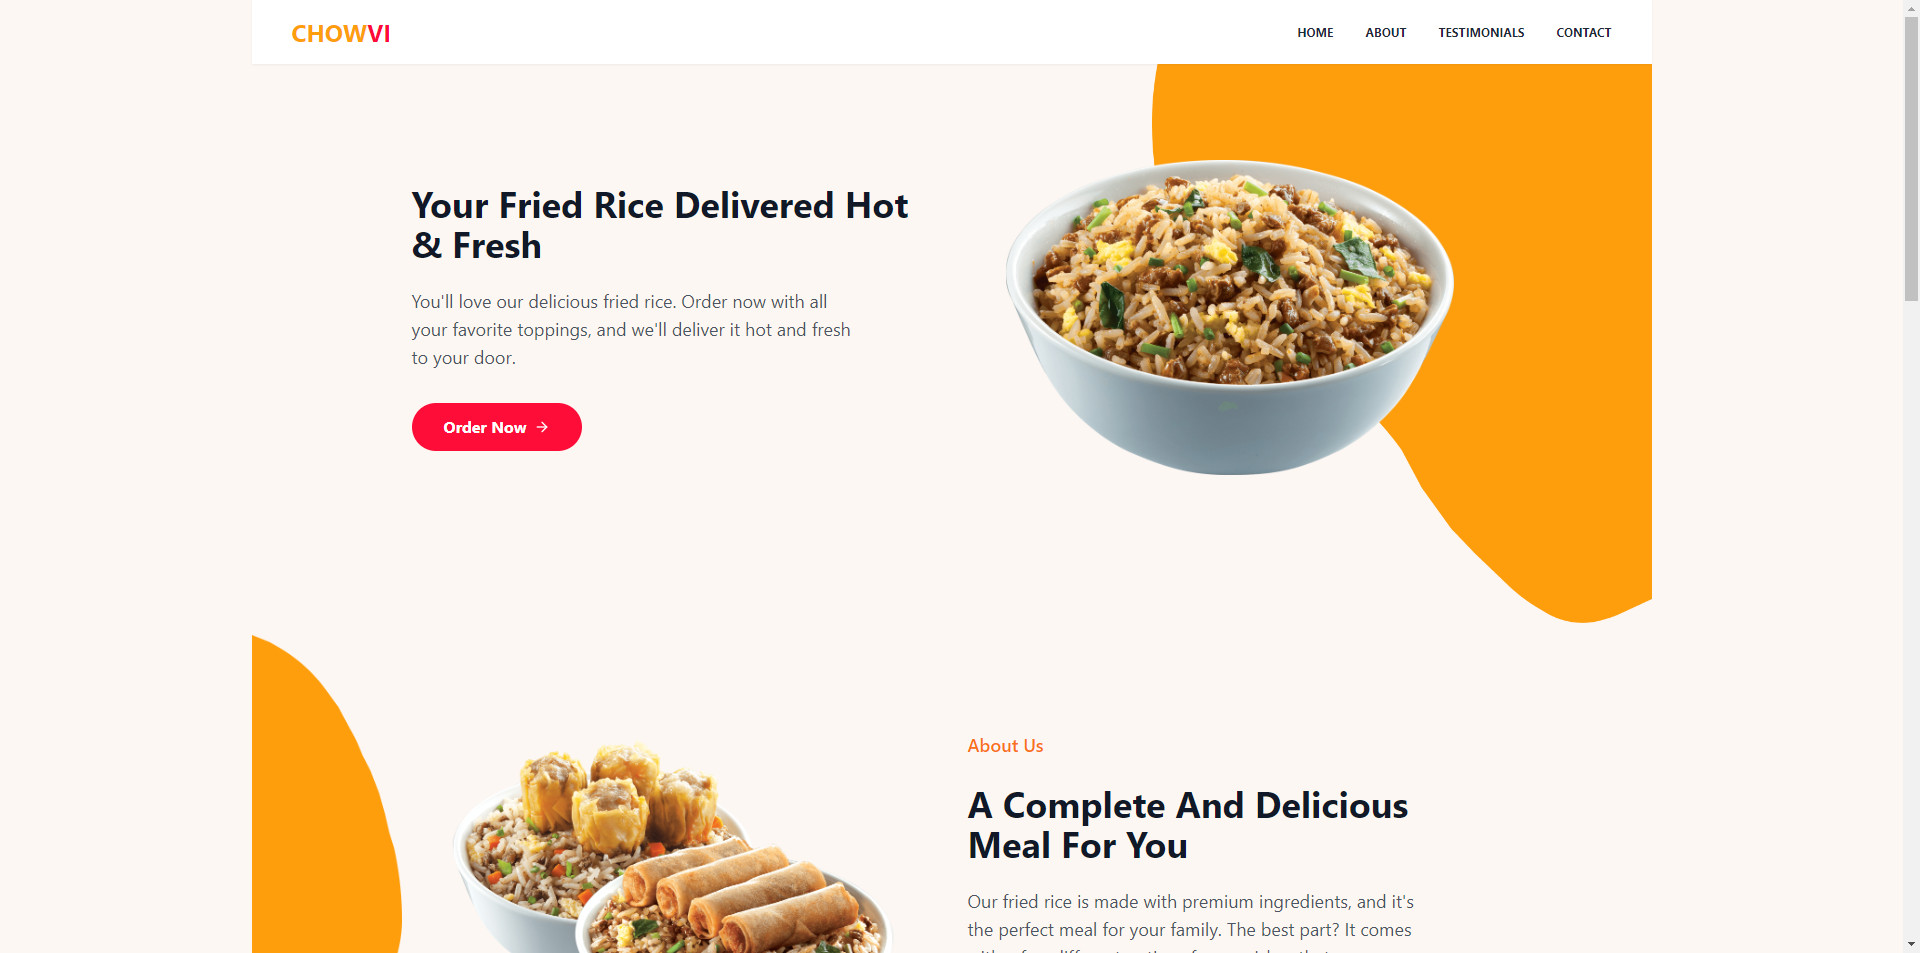 CHOWVI
HOME ABOUT TESTIMONIALS CONTACT
Your Fried Rice Delivered Hot
& Fresh
You'll love our delicious fried rice. Order now with all
your favorite toppings, and we'll deliver it hot and fresh
to your door.
Order Now
About Us
A Complete And Delicious
Meal For You
Our fried rice is made with premium ingredients, and it's
the perfect meal for your family. The best part? It comes